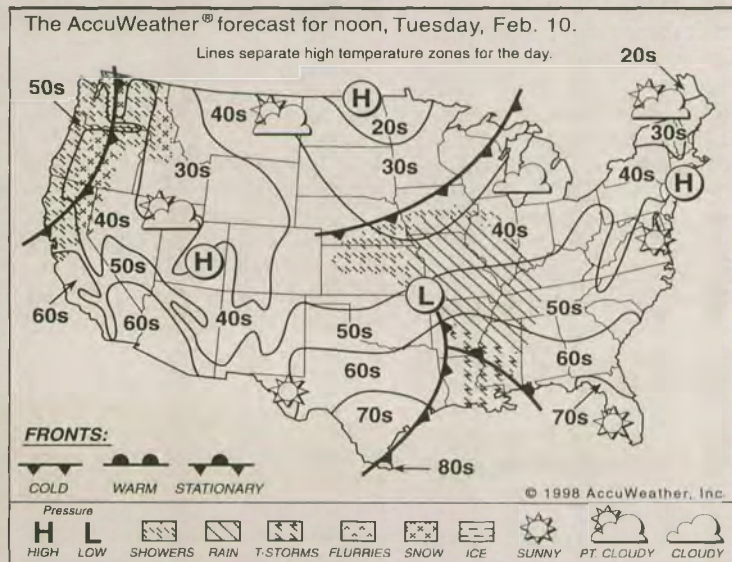 The AccuWeather® forecast for noon, Tuesday, Feb. 10.
Lines separate high temperature zones for the day.
20s
50s
H
40s
20s
30s
30s
30s
40s
H
40s
40s
H
50s
L
60s
60s
40s
50s
50s
60s
60s
70s
70s
80s
FRONTS:
COLD WARM STATIONARY
© 1998 AccuWeather, Inc
Pressure
H L
HIGH LOW SHOWERS RAIN T-STORMS FLURRIES SNOW ICE SUNNY PT. CLOUDY CLOUDY